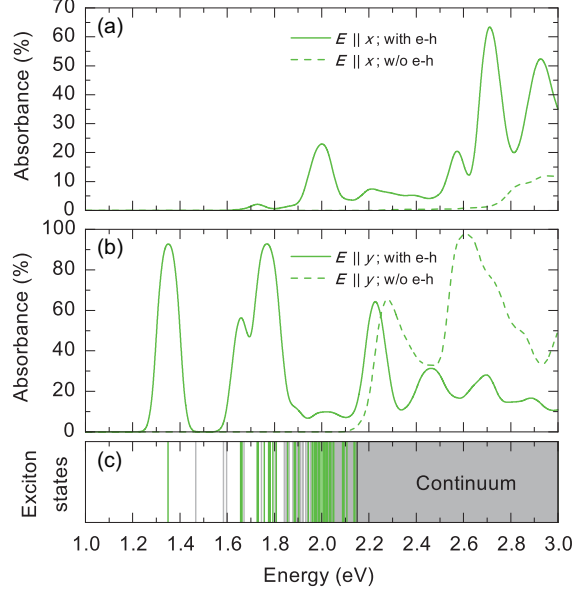 (a)
E || x ; with e-h
E || x ; w/o e-h
Absorbance (%)
70
60
50
40
30
20
10
0
(b)
E || y ; with e-h
E || y ; w/o e-h
Absorbance (%)
100
80
60
40
20
0
(c)
Exciton
states
Continuum
1.0 1.2 1.4 1.6 1.8 2.0 2.2 2.4 2.6 2.8 3.0
Energy (eV)